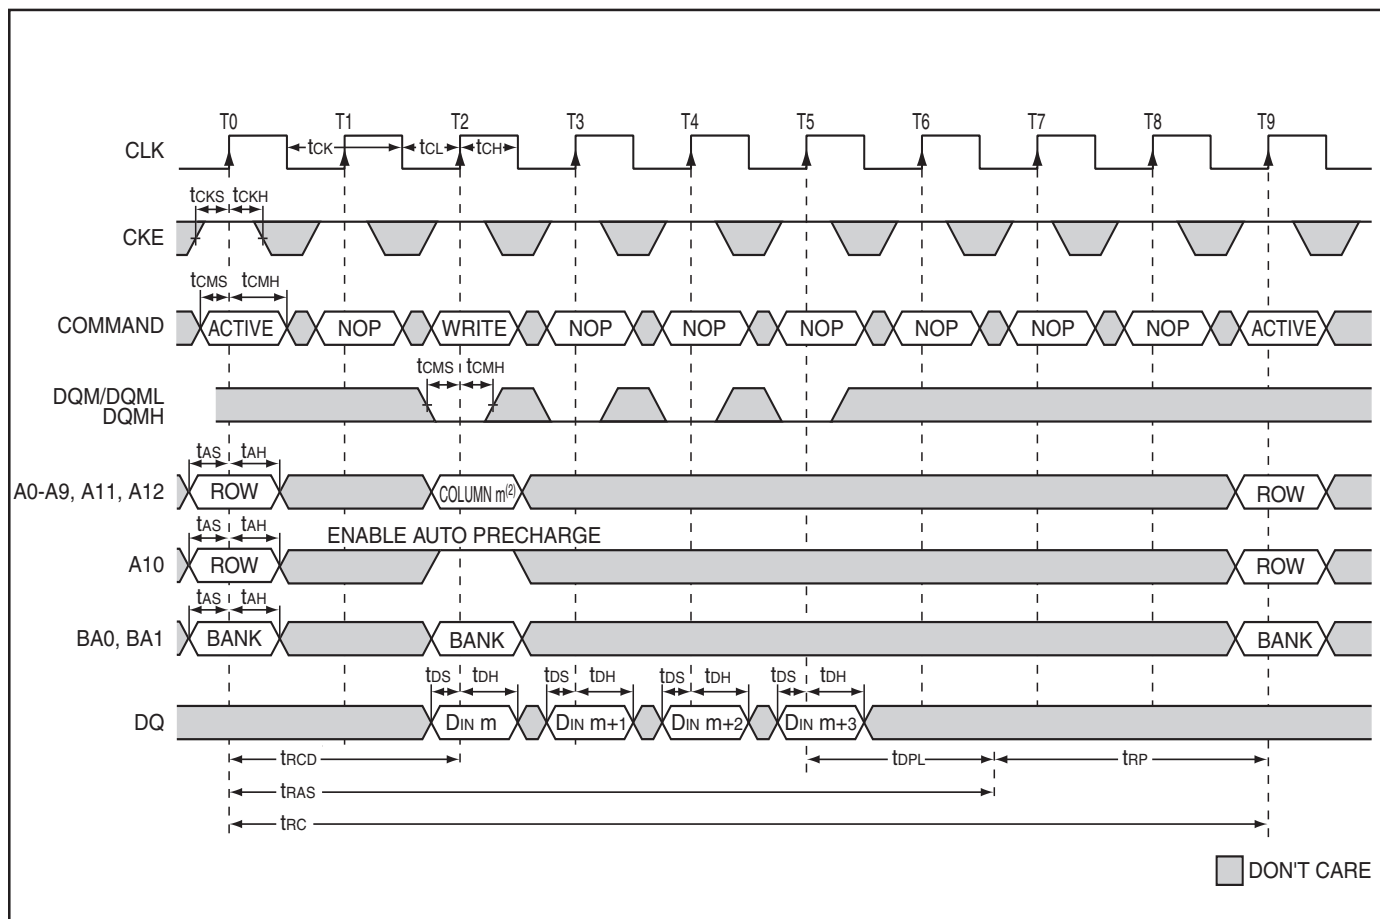 T0 T1 T2 T3 T4 T5 T6 T7 T8 T9
CLK tCK tCL tCH
tCKS tCKH
CKE
tCMS tCMH
COMMAND ACTIVE NOP WRITE NOP NOP NOP NOP NOP NOP ACTIVE
tCMS tCMH
DQM/DQML
DQMH
tAS tAH
A0-A9, A11, A12 ROW COLUMN m(2) ROW
tAS tAH ENABLE AUTO PRECHARGE
A10 ROW ROW
tAS tAH
BA0, BA1 BANK BANK BANK
tDS tDH tDS tDH tDS tDH tDS tDH
DQ DIN m DIN m+1 DIN m+2 DIN m+3
tRCD tDPL tRP
tRAS
tRC
DON'T CARE